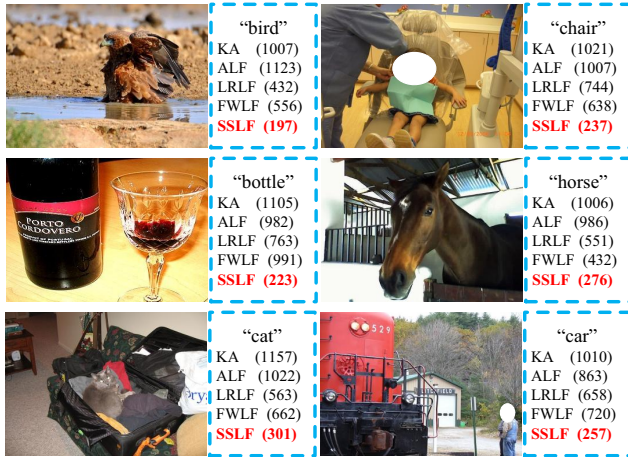 “bird”
KA (1007)
ALF (1123)
LRLF (432)
FWLF (556)
SSLF (197)
“chair”
KA (1021)
ALF (1007)
LRLF (744)
FWLF (638)
SSLF (237)
PORTO
CORDOVERO
“bottle”
KA (1105)
ALF (982)
LRLF (763)
FWLF (991)
SSLF (223)
“horse”
KA (1006)
ALF (986)
LRLF (551)
FWLF (432)
SSLF (276)
“cat”
KA (1157)
ALF (1022)
LRLF (563)
FWLF (662)
SSLF (301)
529
“car”
KA (1010)
ALF (863)
LRLF (658)
FWLF (720)
SSLF (257)